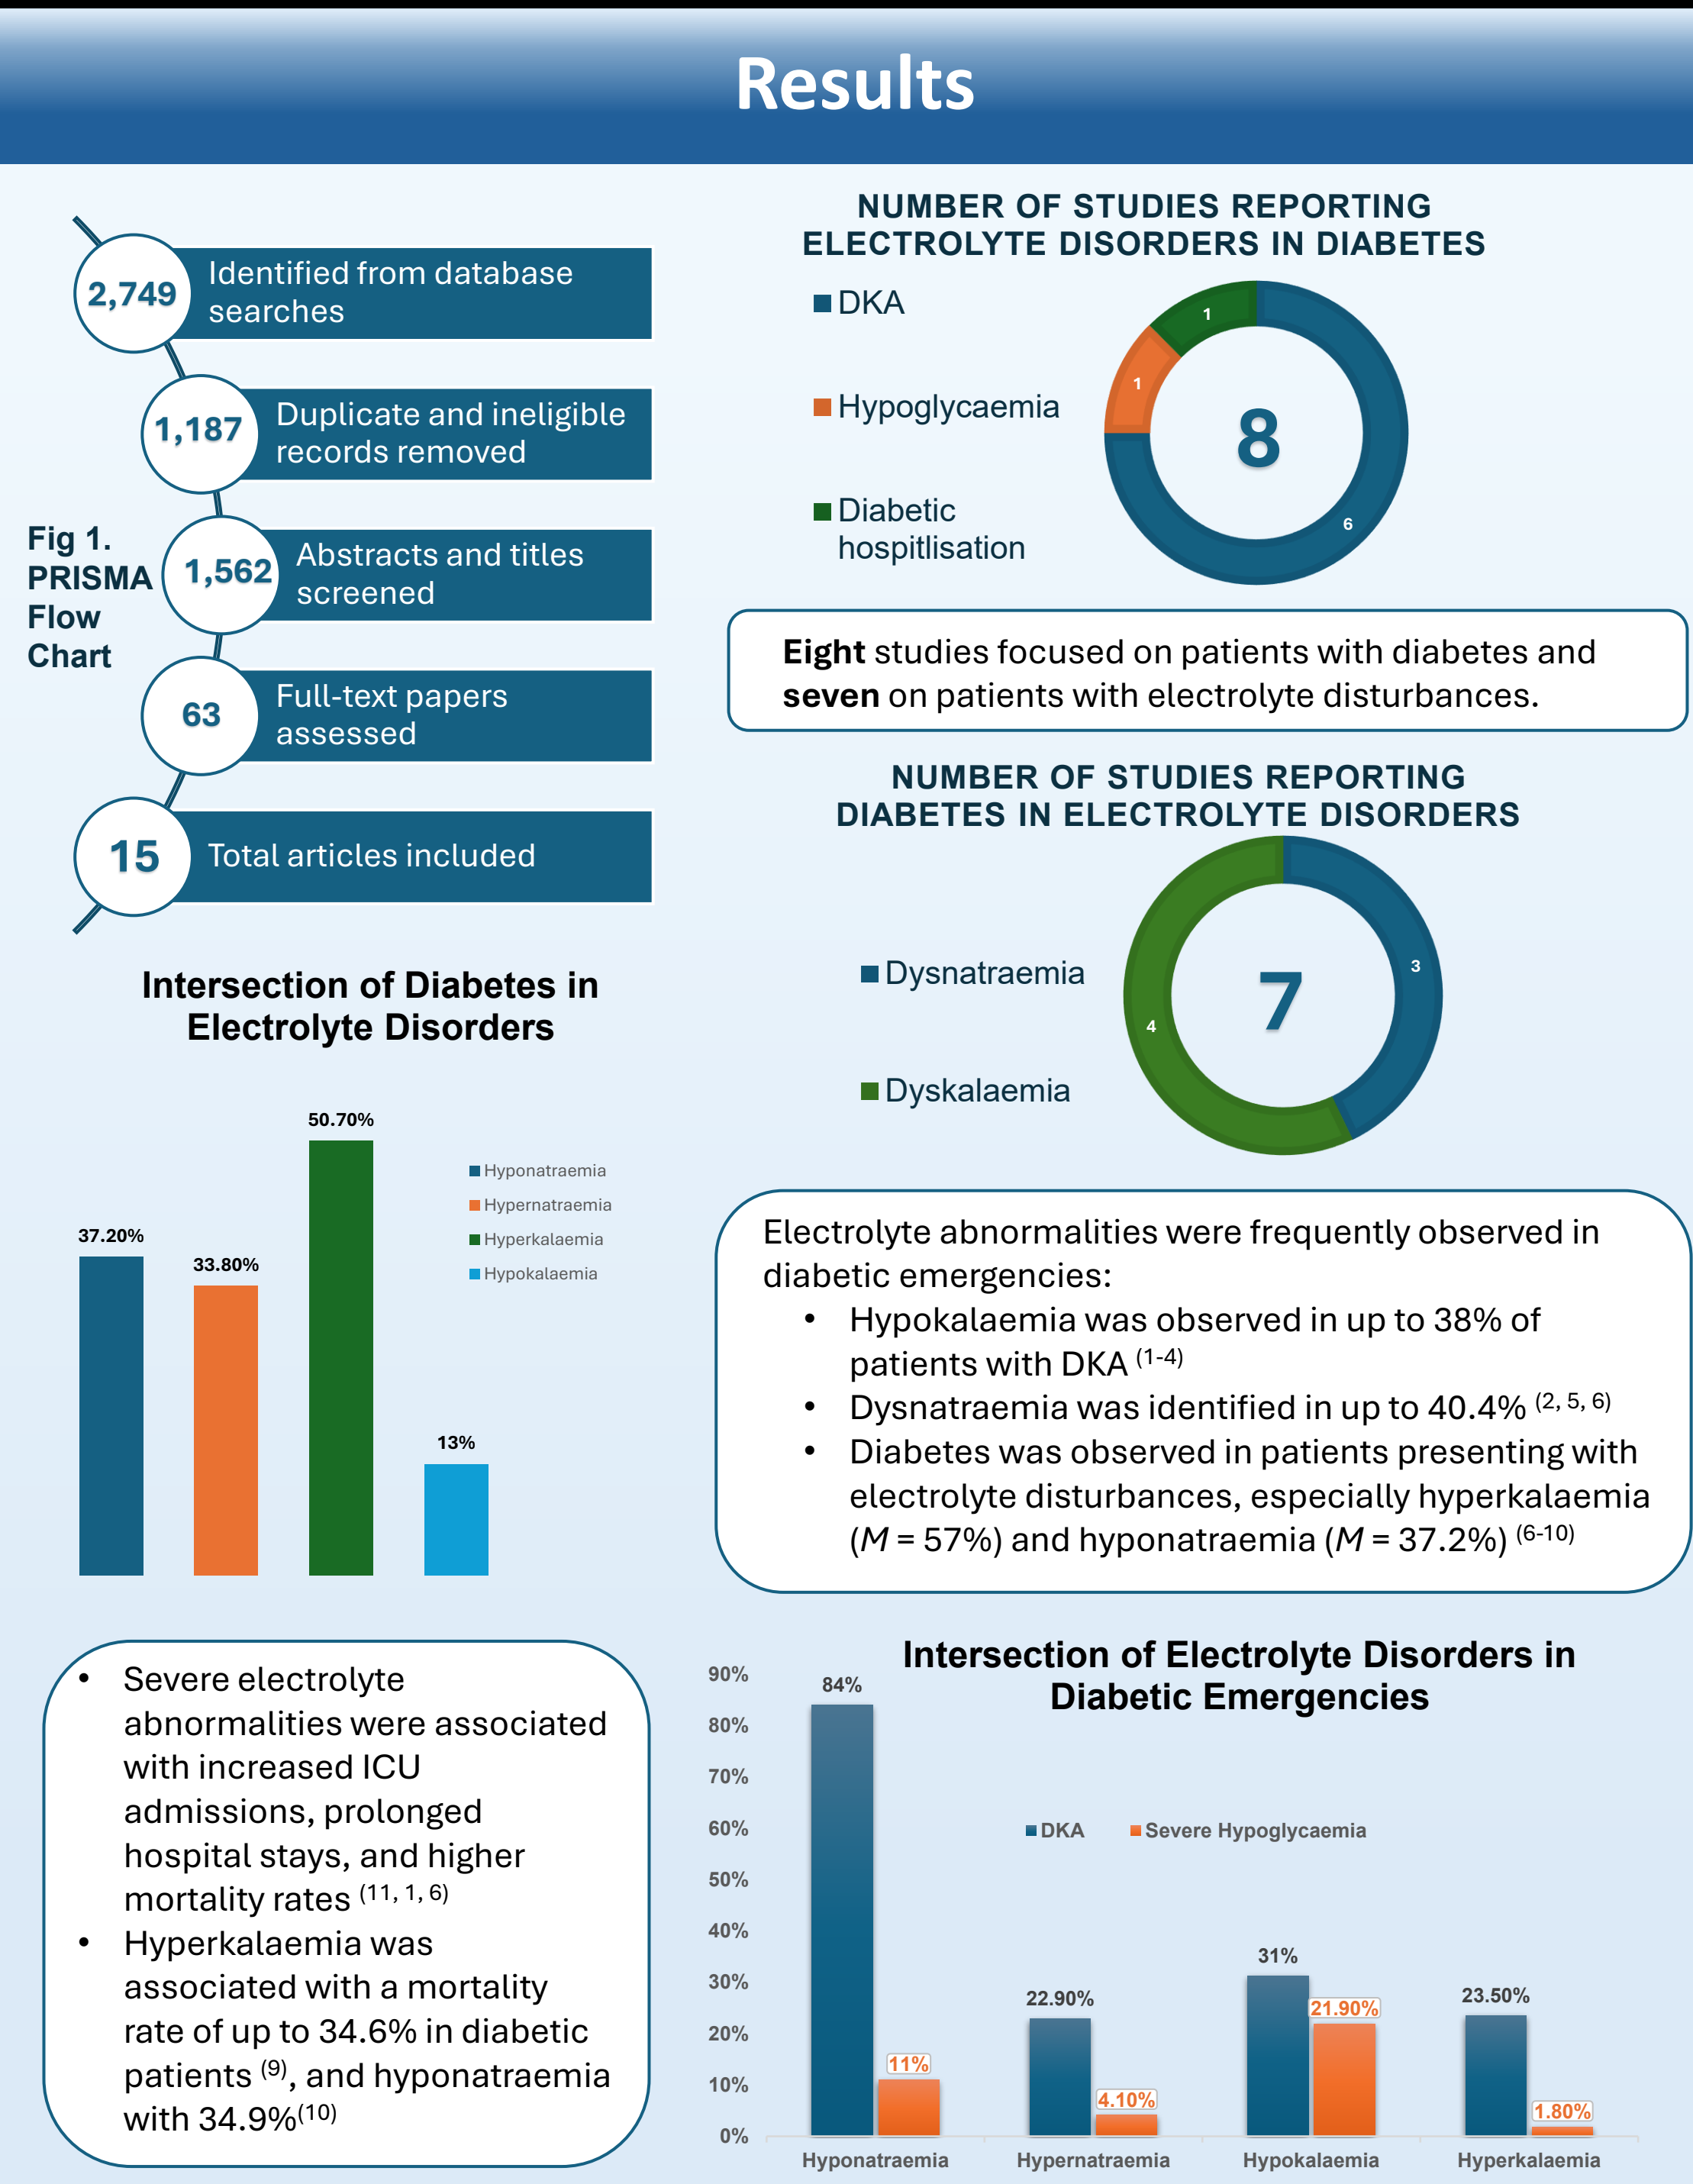 Results
2,749
Identified from database
searches
1,187
Duplicate and ineligible
records removed
Fig 1.
PRISMA
Flow
Chart
1,562
Abstracts and titles
screened
63
Full-text papers
assessed
15
Total articles included
NUMBER OF STUDIES REPORTING
ELECTROLYTE DISORDERS IN DIABETES
DKA
Hypoglycaemia
Diabetic
hospitlisation
1
1
8
6
Eight studies focused on patients with diabetes and
seven on patients with electrolyte disturbances.
NUMBER OF STUDIES REPORTING
DIABETES IN ELECTROLYTE DISORDERS
Dysnatraemia
Dyskalaemia
3
7
4
Intersection of Diabetes in
Electrolyte Disorders
37.20%
33.80%
50.70%
13%
Hyponatraemia
Hypernatraemia
Hyperkalaemia
Hypokalaemia
Electrolyte abnormalities were frequently observed in
diabetic emergencies:
• Hypokalaemia was observed in up to 38% of
patients with DKA (1-4)
• Dysnatraemia was identified in up to 40.4% (2, 5, 6)
• Diabetes was observed in patients presenting with
electrolyte disturbances, especially hyperkalaemia
(M = 57%) and hyponatraemia (M = 37.2%) (6-10)
• Severe electrolyte
abnormalities were associated
with increased ICU
admissions, prolonged
hospital stays, and higher
mortality rates (11, 1, 6)
• Hyperkalaemia was
associated with a mortality
rate of up to 34.6% in diabetic
patients (9), and hyponatraemia
with 34.9%(10)
Intersection of Electrolyte Disorders in
Diabetic Emergencies
90%
80%
70%
60%
50%
40%
30%
20%
10%
0%
DKA
Severe Hypoglycaemia
84%
11%
22.90%
4.10%
31%
21.90%
23.50%
1.80%
Hyponatraemia
Hypernatraemia
Hypokalaemia
Hyperkalaemia